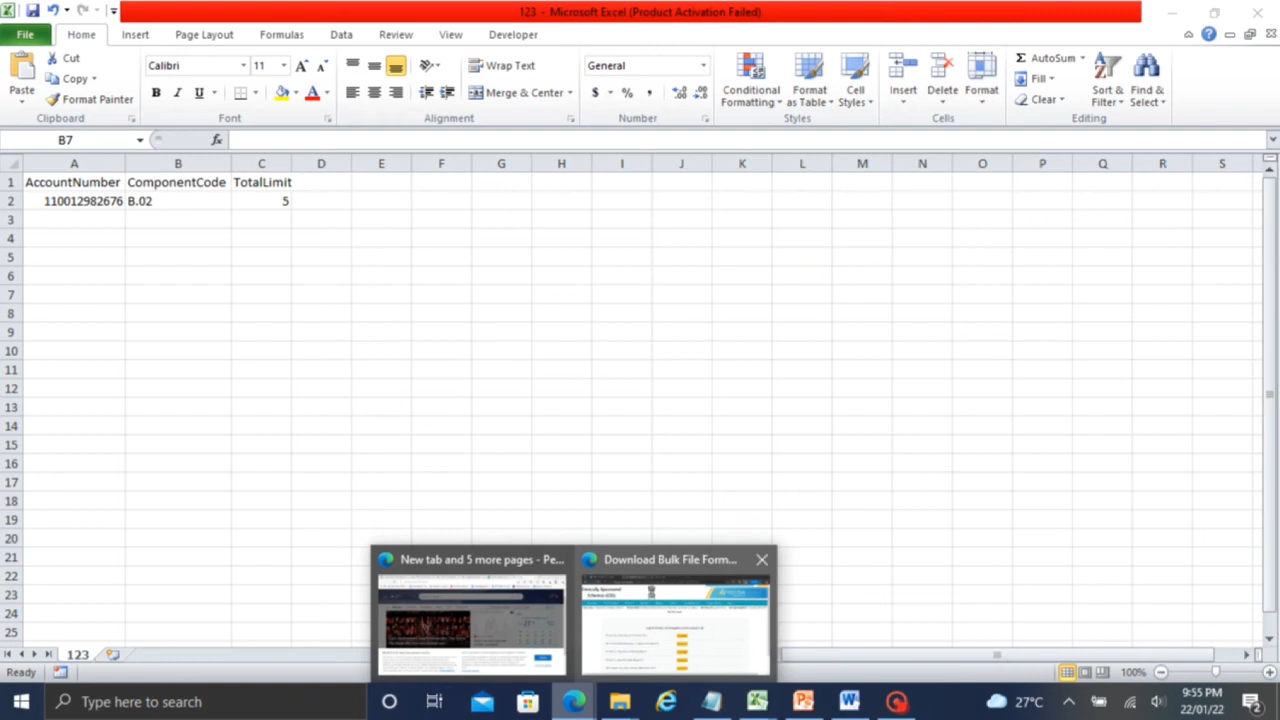 123 - Microsoft Excel (Product Activation Failed)
File Home Insert Page Layout Formulas Data Review View Developer
Paste
Cut
Copy
Format Painter
Clipboard
Calibri 11
B I U
Font
Wrap Text
Merge & Center
Alignment
General
$ % ,
Number
Conditional Formatting
Format as Table
Cell Styles
Styles
Insert
Delete
Format
Cells
Σ AutoSum
Fill
Clear
Sort & Filter
Find & Select
Editing
B7 fx
A B C D E F G H I J K L M N O P Q R S
1 AccountNumber ComponentCode TotalLimit
2 110012982676 B.02 5
3
4
5
6
7
8
9
10
11
12
13
14
15
16
17
18
19
20
21
22
23
24
25
New tab and 5 more pages - Pe...
Download Bulk File Form...
123
Ready 100%
Type here to search
27°C
9:55 PM
22/01/22
2